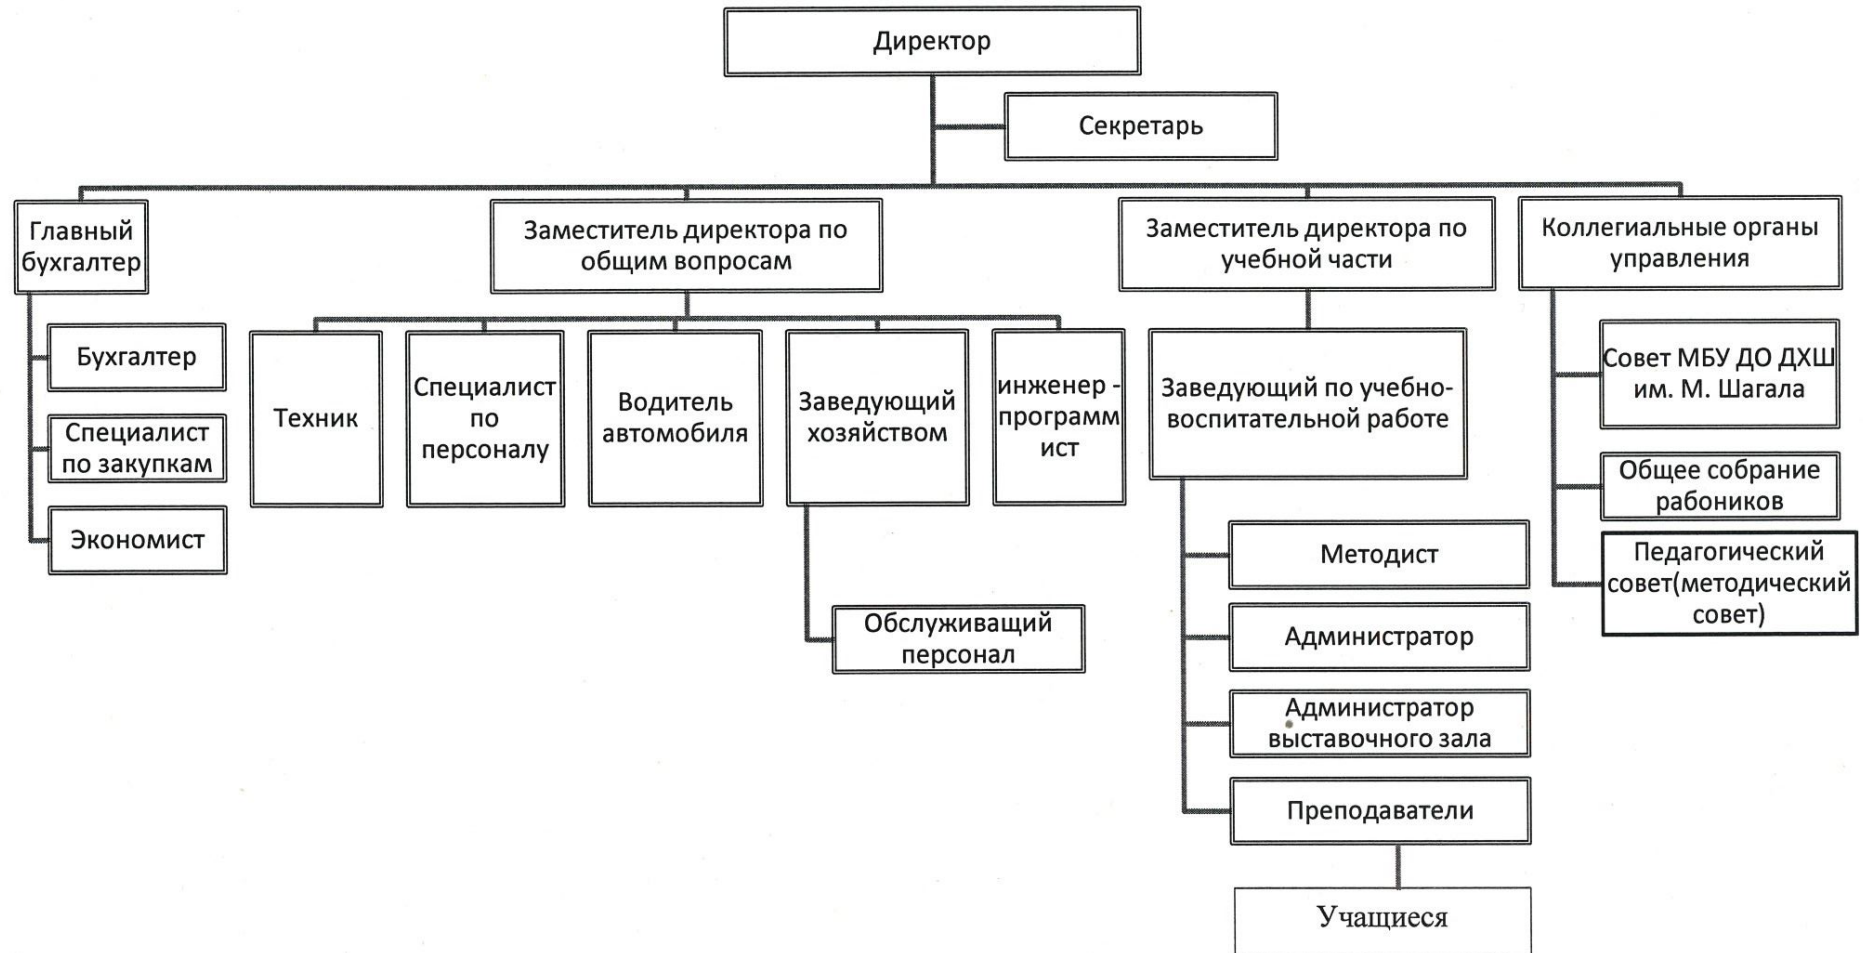 Директор
Секретарь
Главный
бухгалтер
Заместитель директора по
общим вопросам
Заместитель директора по
учебной части
Коллегиальные органы
управления
Бухгалтер
Специалист
по закупкам
Экономист
Техник
Специалист
по
персоналу
Водитель
автомобиля
Заведующий
хозяйством
инженер -
программ
ист
Обслуживащий
персонал
Заведующий по учебно-
воспитательной работе
Методист
Администратор
Администратор
выставочного зала
Преподаватели
Учащиеся
Совет МБУ ДО ДХШ
им. М. Шагала
Общее собрание
рабоников
Педагогический
совет(методический
совет)